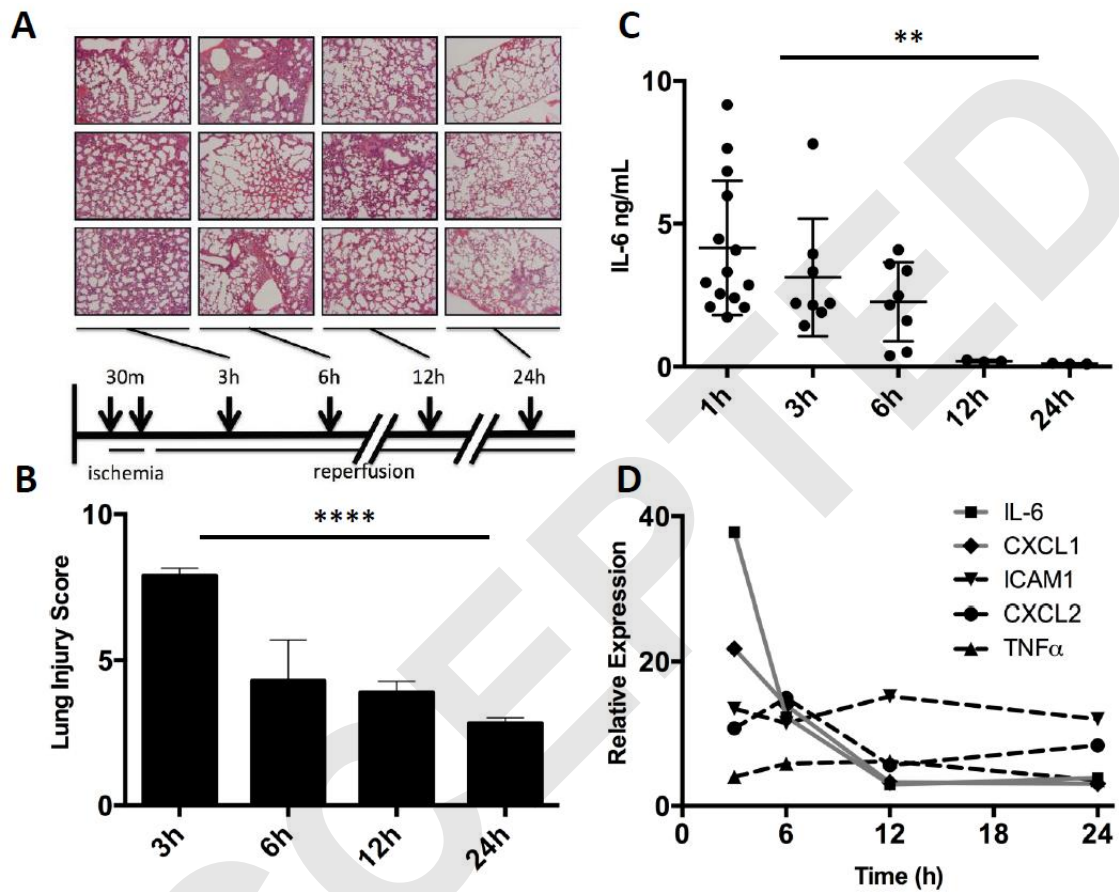 A
30m 3h 6h 12h 24h
ischemia reperfusion
B
****
10
5
0
Lung Injury Score
3h 6h 12h 24h
C
**
10
5
0
IL-6 ng/mL
1h 3h 6h 12h 24h
D
IL-6
CXCL1
ICAM1
CXCL2
TNFα
40
20
0
Relative Expression
0 6 12 18 24
Time (h)
CCEPTED